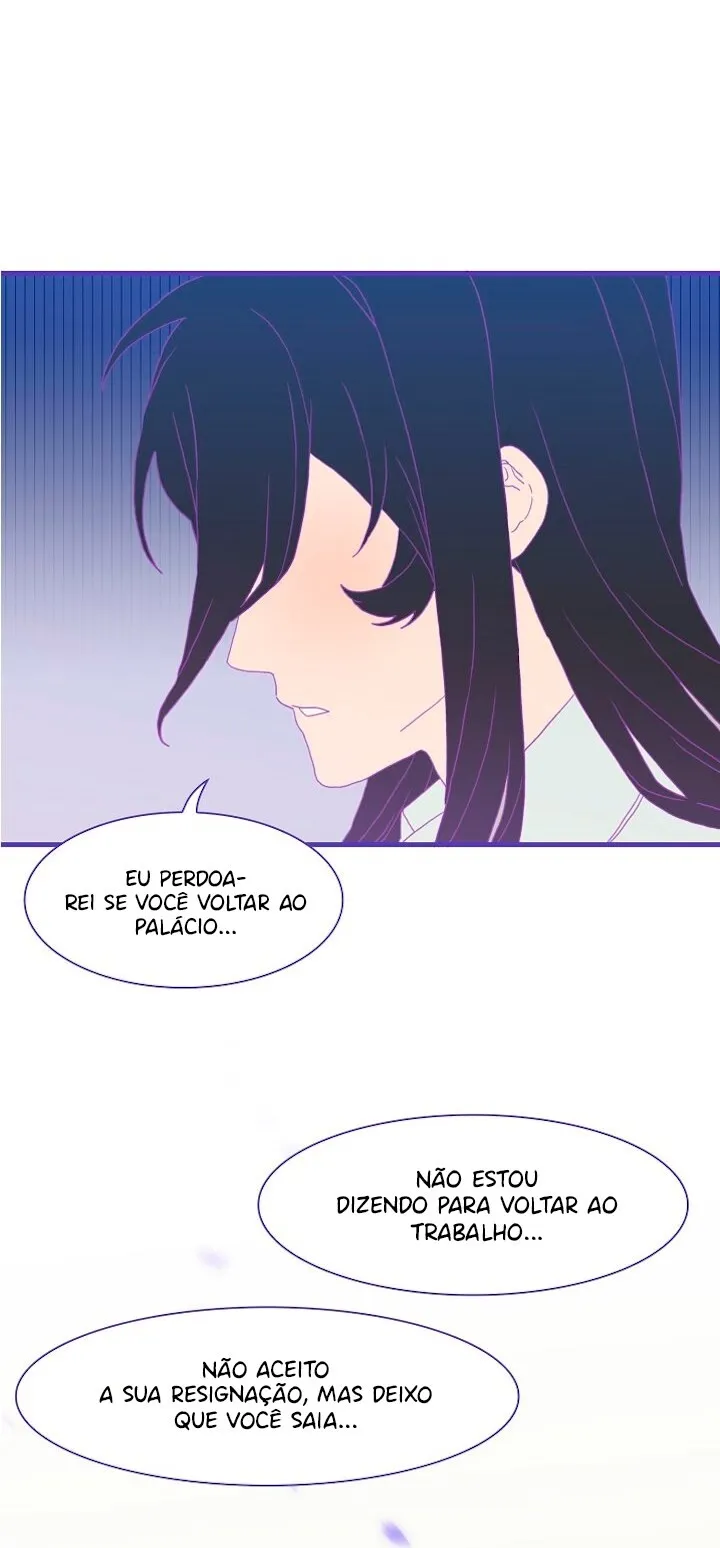 EU PERDOA-
REI SE VOCÊ VOLTAR AO
PALÁCIO...
NÃO ESTOU
DIZENDO PARA VOLTAR AO
TRABALHO...
NÃO ACEITO
A SUA RESIGNAÇÃO, MAS DEIXO
QUE VOCÊ SAIA...